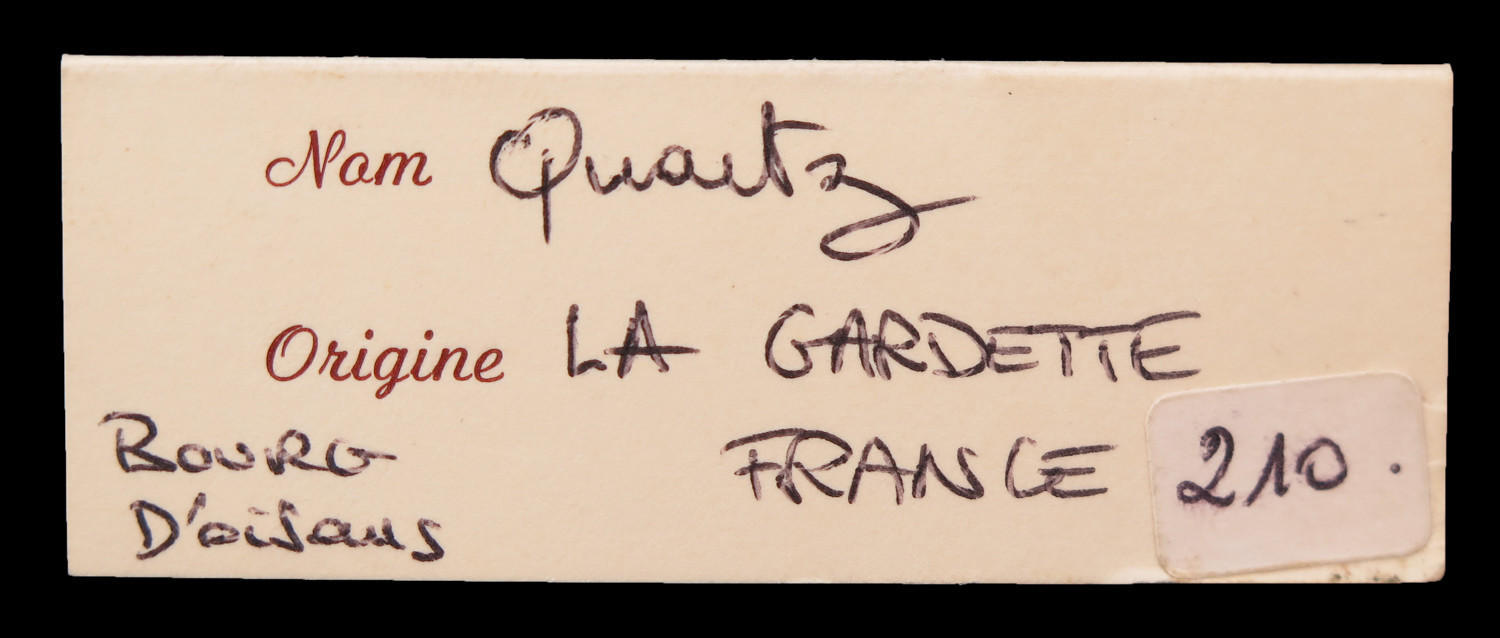 Nom Quartz
Origine LA GARDETTE
BOURG
FRANCE
210.
D'oisans